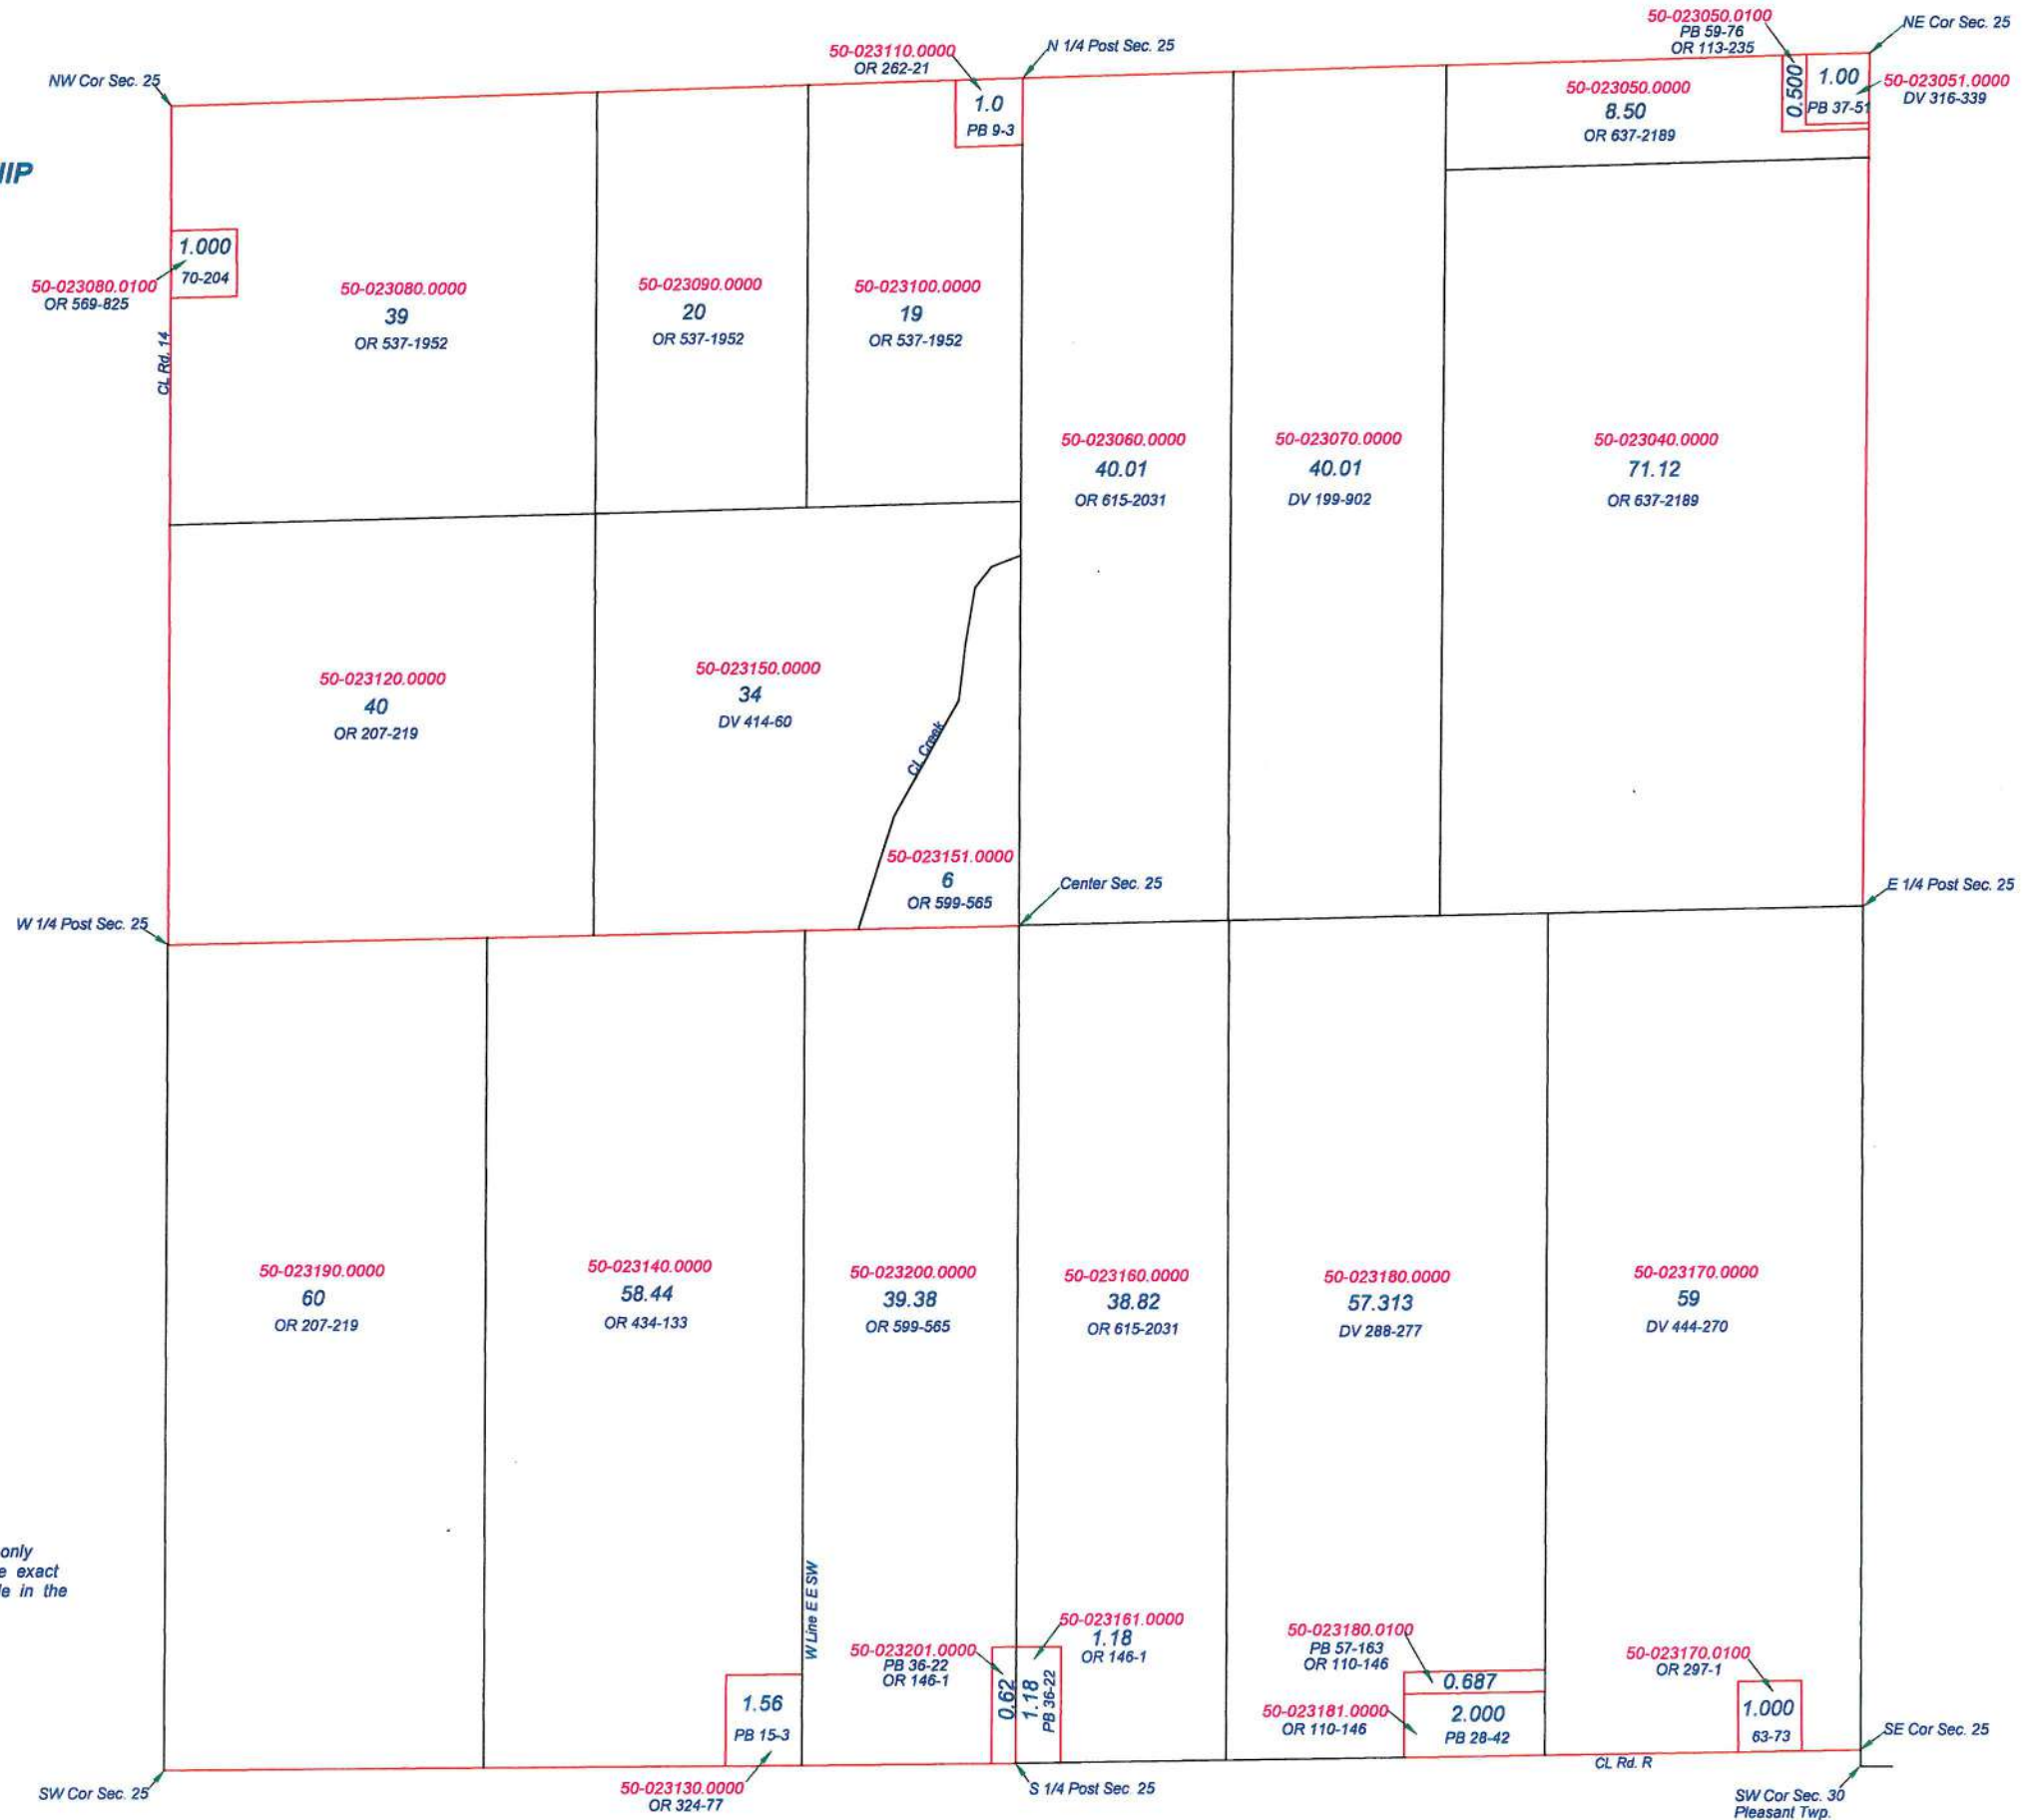 50-023050.0100
PB 59-76
OR 113-235
NE Cor Sec. 25
50-023110.0000
OR 262-21
N 1/4 Post Sec. 25
NW Cor Sec. 25
1.0
PB 9-3
50-023050.0000
8.50
OR 637-2189
0.500
1.00
PB 37-51
50-023051.0000
DV 316-339
1.000
70-204
50-023080.0100
OR 569-825
CL Rd. 14
50-023080.0000
39
OR 537-1952
50-023090.0000
20
OR 537-1952
50-023100.0000
19
OR 537-1952
50-023060.0000
40.01
OR 615-2031
50-023070.0000
40.01
DV 199-902
50-023040.0000
71.12
OR 637-2189
50-023120.0000
40
OR 207-219
50-023150.0000
34
DV 414-60
CL Creek
50-023151.0000
6
OR 599-565
Center Sec. 25
E 1/4 Post Sec. 25
W 1/4 Post Sec. 25
50-023190.0000
60
OR 207-219
50-023140.0000
58.44
OR 434-133
50-023200.0000
39.38
OR 599-565
50-023160.0000
38.82
OR 615-2031
50-023180.0000
57.313
DV 288-277
50-023170.0000
59
DV 444-270
only
exact
in the
W Line E E SW
50-023201.0000
PB 36-22
OR 146-1
0.62
1.18
PB 36-22
50-023161.0000
1.18
OR 146-1
50-023180.0100
PB 57-163
OR 110-146
0.687
50-023181.0000
OR 110-146
2.000
PB 28-42
50-023170.0100
OR 297-1
1.000
63-73
1.56
PB 15-3
50-023130.0000
OR 324-77
SW Cor Sec. 25
S 1/4 Post Sec. 25
CL Rd. R
SE Cor Sec. 25
SW Cor Sec. 30
Pleasant Twp.